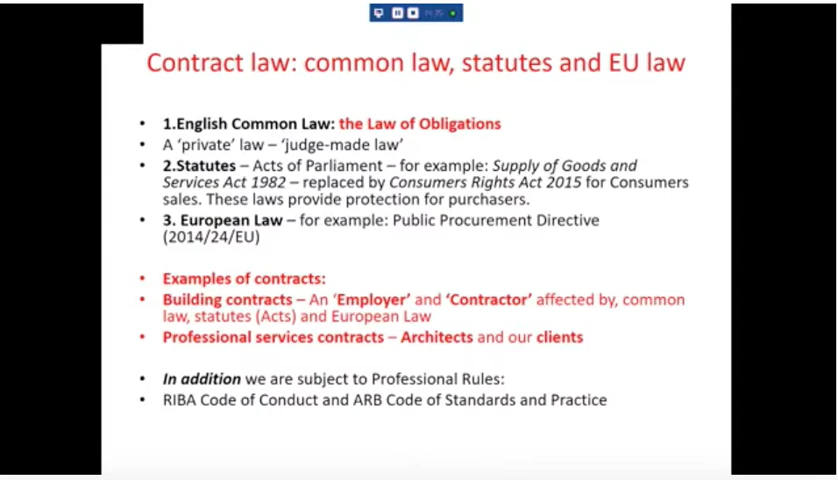 Contract law: common law, statutes and EU law
• 1.English Common Law: the Law of Obligations
• A ‘private’ law – ‘judge-made law’
• 2.Statutes – Acts of Parliament – for example: Supply of Goods and
Services Act 1982 – replaced by Consumers Rights Act 2015 for Consumers
sales. These laws provide protection for purchasers.
• 3. European Law – for example: Public Procurement Directive
(2014/24/EU)
• Examples of contracts:
• Building contracts – An ‘Employer’ and ‘Contractor’ affected by, common
law, statutes (Acts) and European Law
• Professional services contracts – Architects and our clients
• In addition we are subject to Professional Rules:
• RIBA Code of Conduct and ARB Code of Standards and Practice